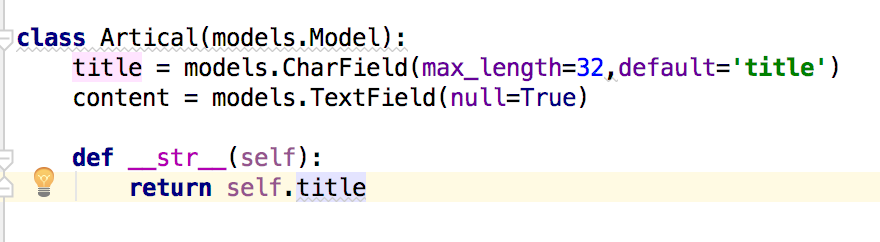 class Artical(models.Model):
    title = models.CharField(max_length=32,default='title')
    content = models.TextField(null=True)

    def __str__(self):
        return self.title